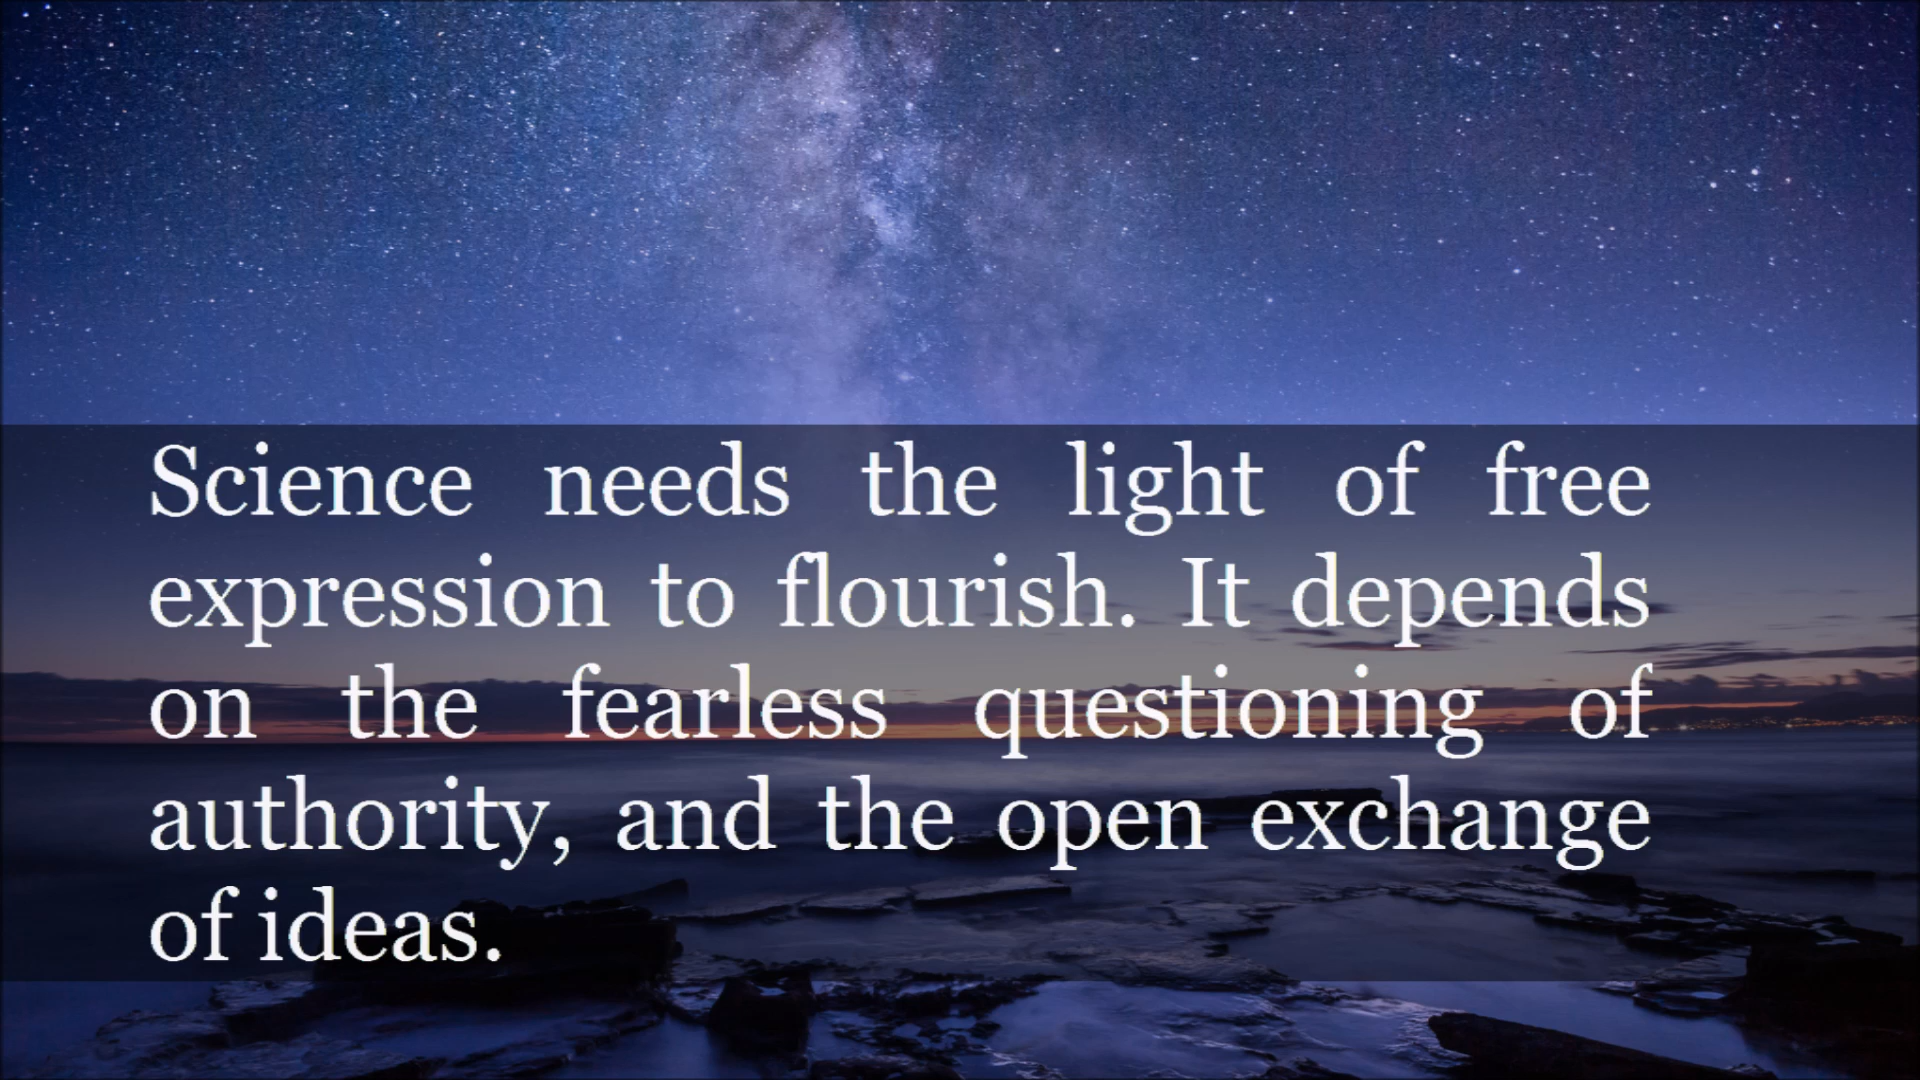 Science needs the light of free
expression to flourish. It depends
on the fearless questioning of
authority, and the open exchange
of ideas.